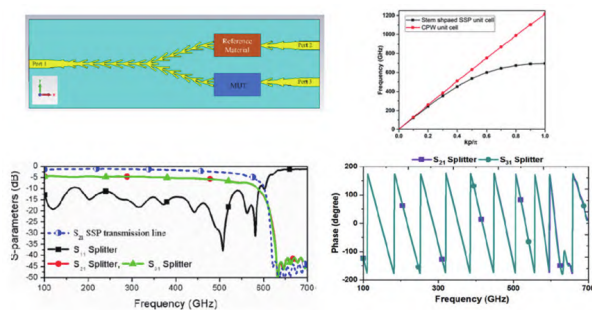 Reference
Material
Port 1
Port 2
MUT
Port 3
Stem shpaed SSP unit cell
CPW unit cell
Frequency (GHz)
1200
1000
800
600
400
200
0
0.0 0.2 0.4 0.6 0.8 1.0
Kp/π
S-parameters (dB)
0
-5
-10
-15
-20
-25
-30
-35
-40
-45
-50
S21 SSP transmission line
S11 Splitter
S21 Splitter, S31 Splitter
100 200 300 400 500 600 700
Frequency (GHz)
S21 Splitter S31 Splitter
Phase (degree)
200
100
0
-100
-200
100 200 300 400 500 600 700
Frequency (GHz)